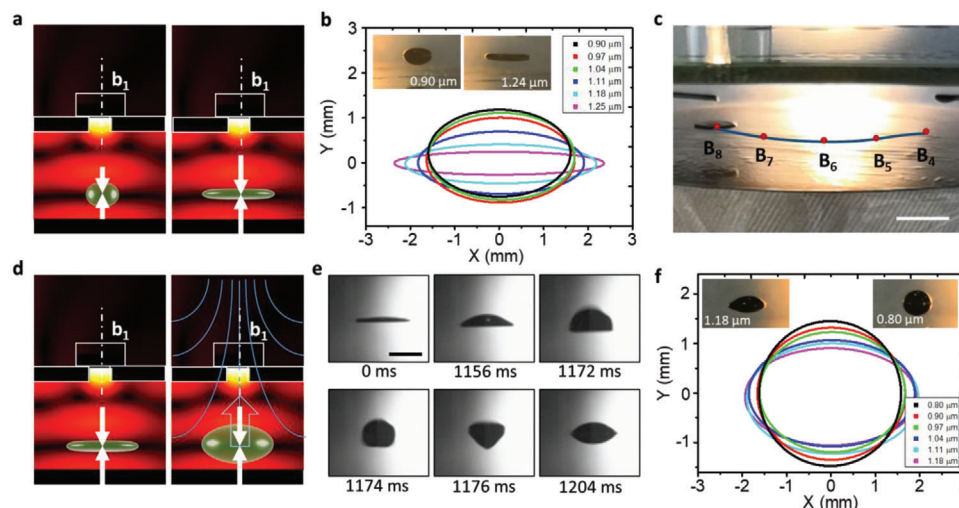 a
b₁
b₁
b
Y (mm)
3
2
1
0
-1
-3
-2
-1
0
1
2
3
X (mm)
0.90 μm
1.24 μm
0.90 μm
0.97 μm
1.04 μm
1.11 μm
1.18 μm
1.25 μm
c
B₈
B₇
B₆
B₅
B₄
d
b₁
b₁
e
0 ms
1156 ms
1172 ms
1174 ms
1176 ms
1204 ms
f
Y (mm)
2
1
0
-1
-3
-2
-1
0
1
2
3
X (mm)
1.18 μm
0.80 μm
0.80 μm
0.90 μm
0.97 μm
1.04 μm
1.11 μm
1.18 μm